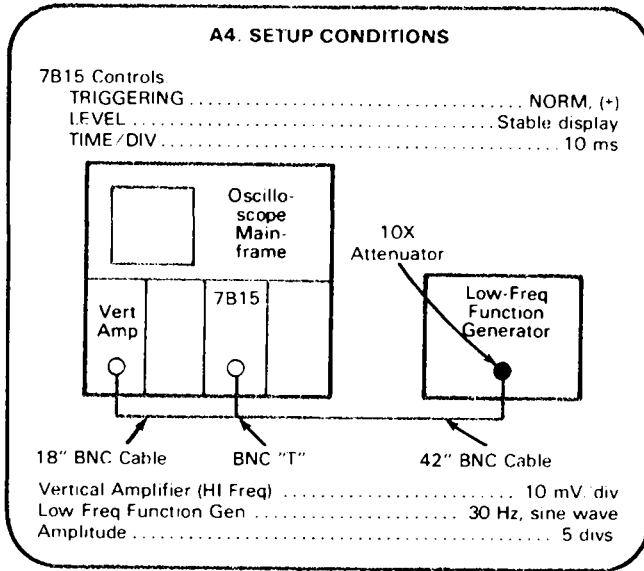 A4. SETUP CONDITIONS
7B15 Controls
TRIGGERING ........................................ NORM, (+)
LEVEL ........................................ Stable display
TIME/DIV ........................................ 10 ms
Oscillo-
scope
Main-
frame
10X
Attenuator
Vert
Amp
7B15
Low-Freq
Function
Generator
18" BNC Cable
BNC "T"
42" BNC Cable
Vertical Amplifier (HI Freq) ........................ 10 mV/div
Low Freq Function Gen ........................ 30 Hz, sine wave
Amplitude ........................................ 5 divs